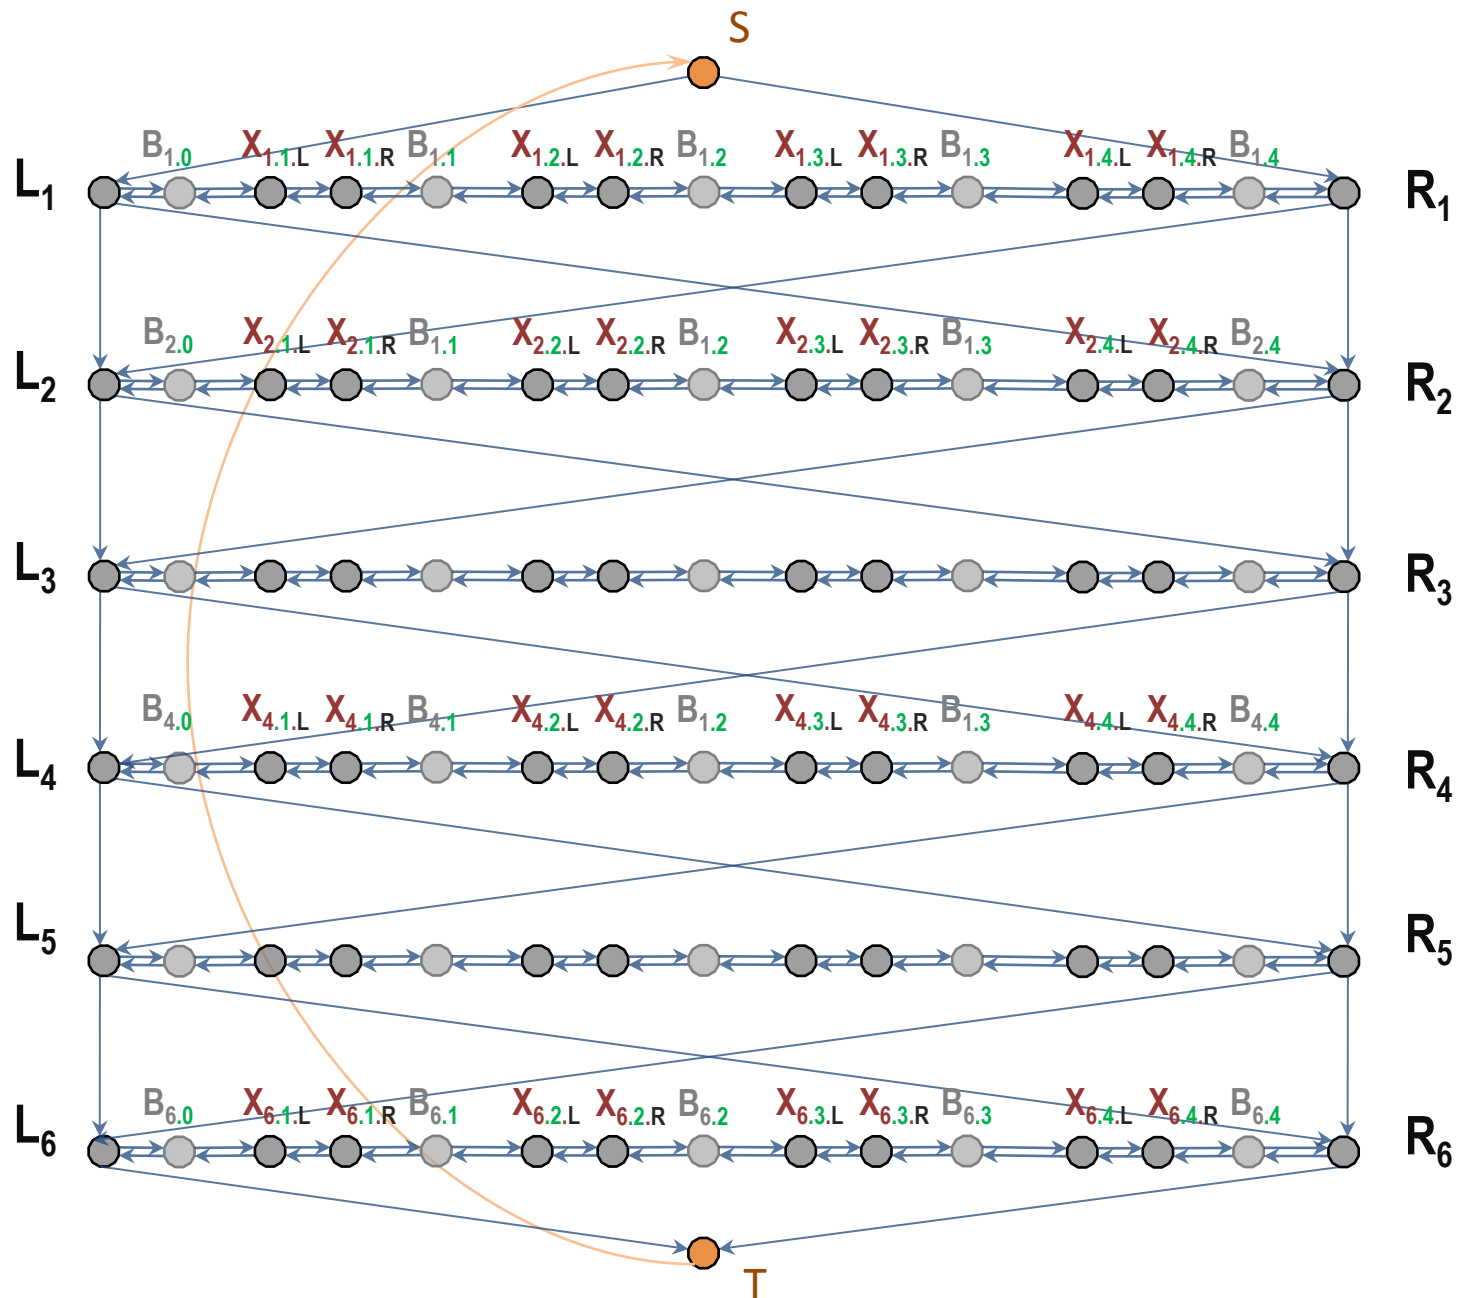 S
B1.0 X1.1.L X1.1.R B1.1 X1.2.L X1.2.R B1.2 X1.3.L X1.3.R B1.3 X1.4.L X1.4.R B1.4
L1 R1
B2.0 X2.1.L X2.1.R B1.1 X2.2.L X2.2.R B1.2 X2.3.L X2.3.R B1.3 X2.4.L X2.4.R B2.4
L2 R2
L3 R3
B4.0 X4.1.L X4.1.R B4.1 X4.2.L X4.2.R B1.2 X4.3.L X4.3.R B1.3 X4.4.L X4.4.R B4.4
L4 R4
L5 R5
B6.0 X6.1.L X6.1.R B6.1 X6.2.L X6.2.R B6.2 X6.3.L X6.3.R B6.3 X6.4.L X6.4.R B6.4
L6 R6
T